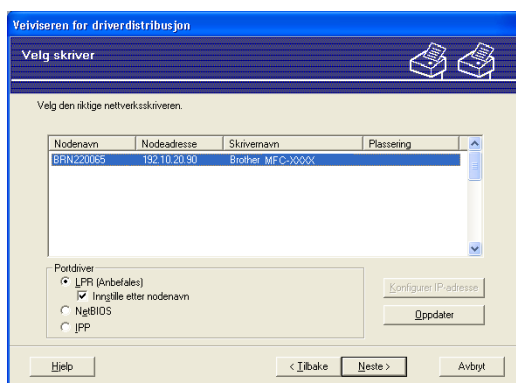 Veiviseren for driverdistribusjon
Velg skriver
Velg den riktige nettverksskriveren.
Nodenavn Nodeadresse Skrivernavn Plassering
BRN220065 192.10.20.90 Brother MFC-XXXX
Portdriver
LPR (Anbefales)
Innstille etter nodenavn
NetBIOS
IPP
Konfigurer IP-adresse
Oppdater
Hjelp < Tilbake Neste > Avbryt